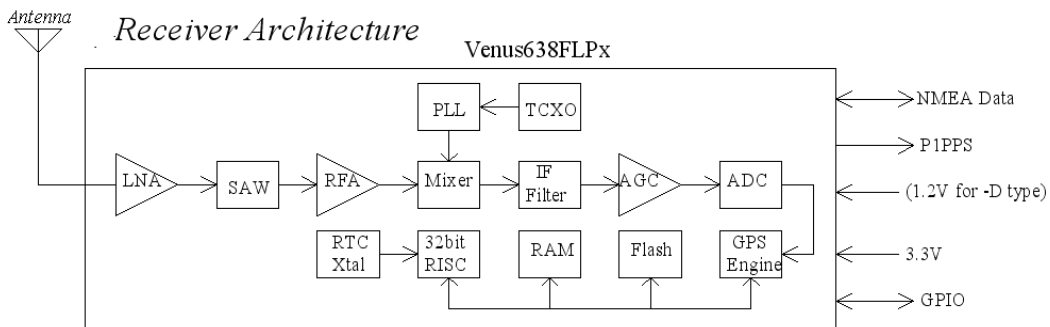 Antenna
Receiver Architecture
Venus638FLPx
PLL
TCXO
NMEA Data
P1PPS
LNA
SAW
RFA
Mixer
IF
Filter
AGC
ADC
(1.2V for -D type)
RTC
Xtal
32bit
RISC
RAM
Flash
GPS
Engine
3.3V
GPIO